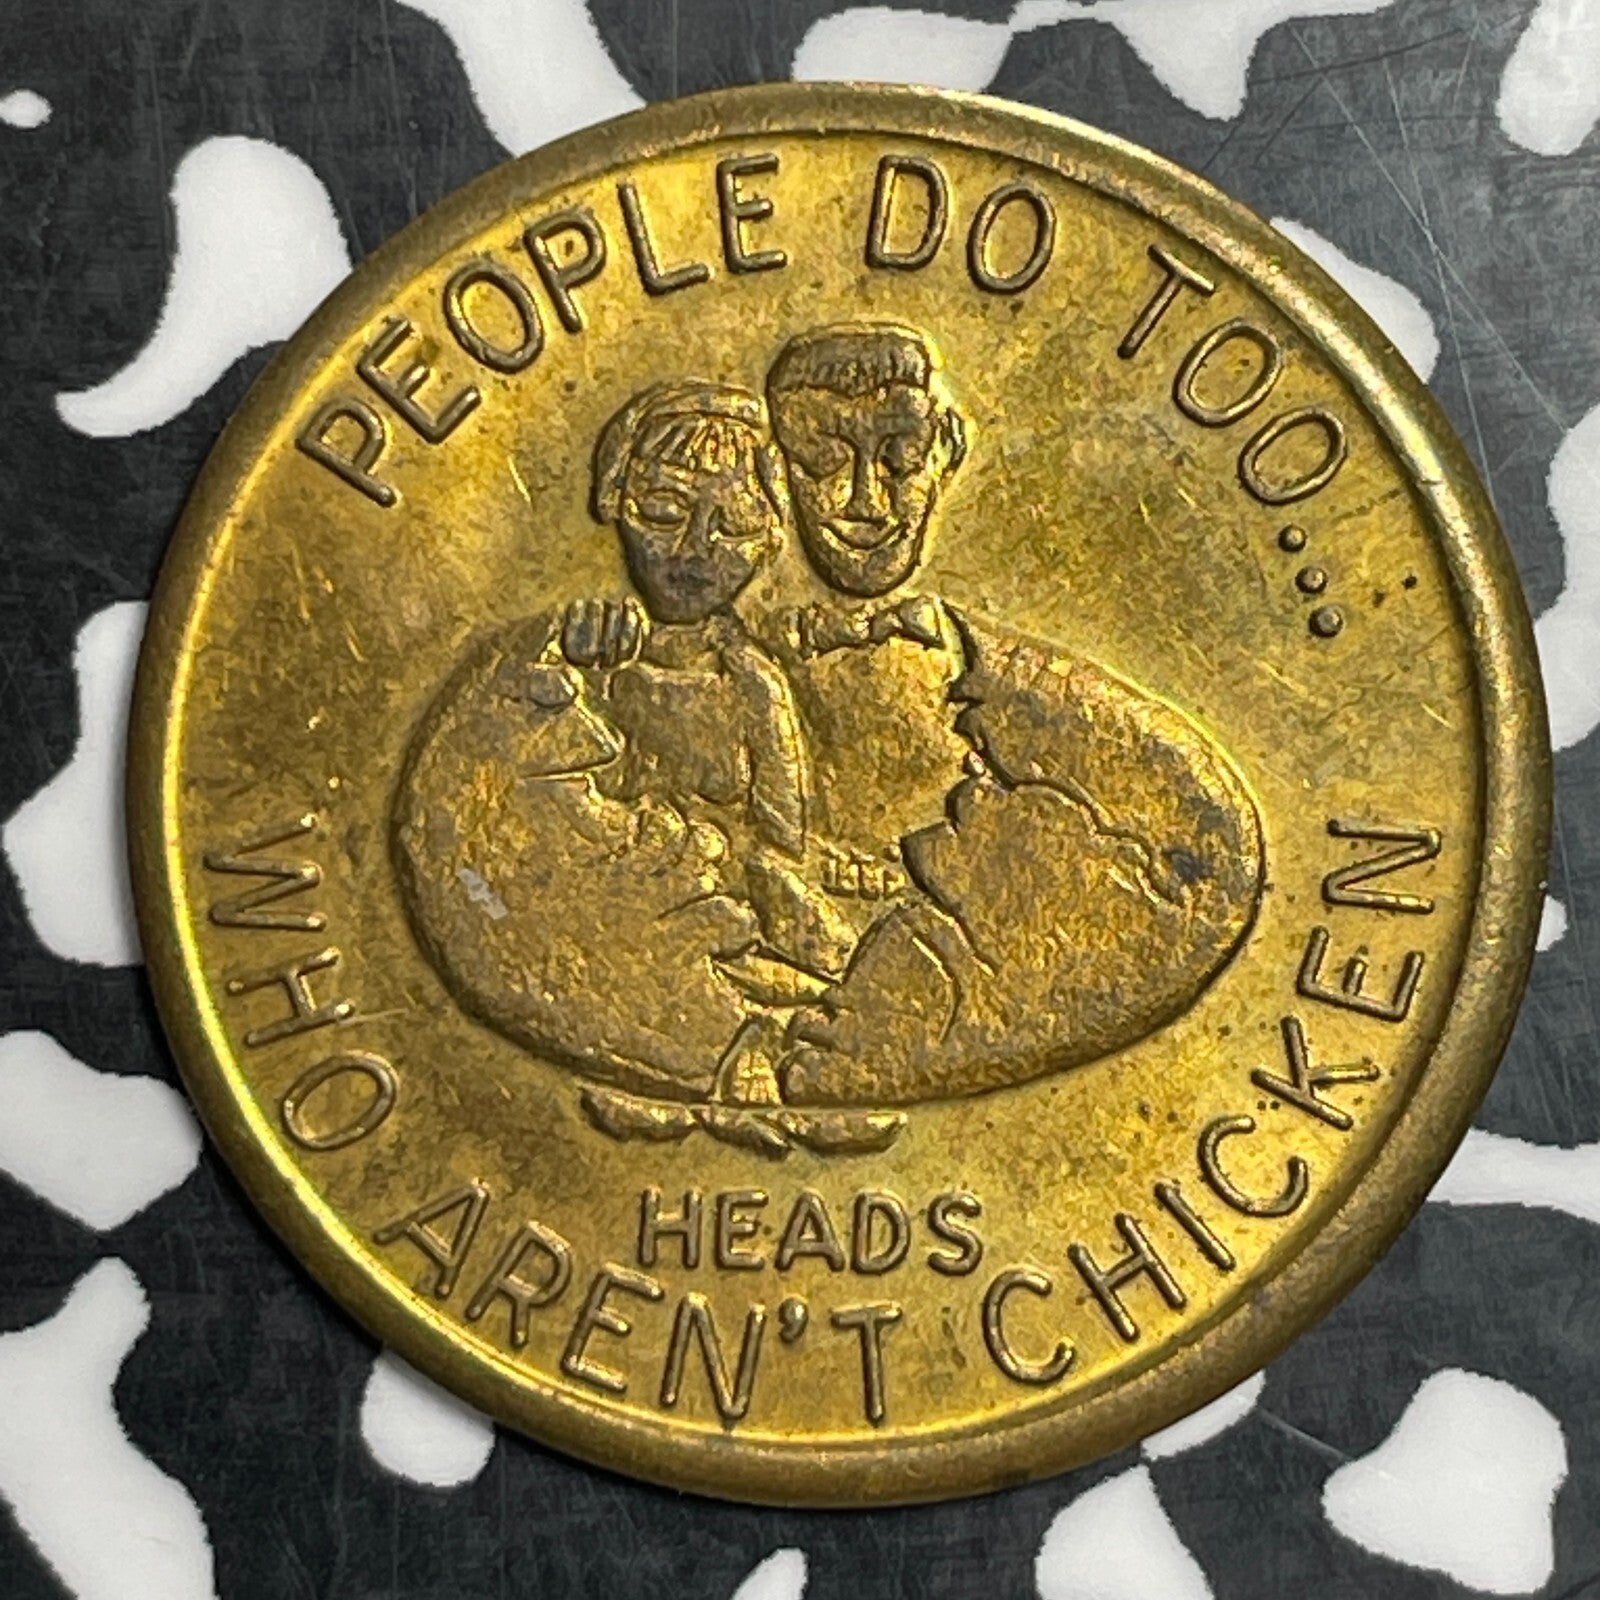 PEOPLE DO TOO....
HEADS
WHO AREN'T CHICKEN